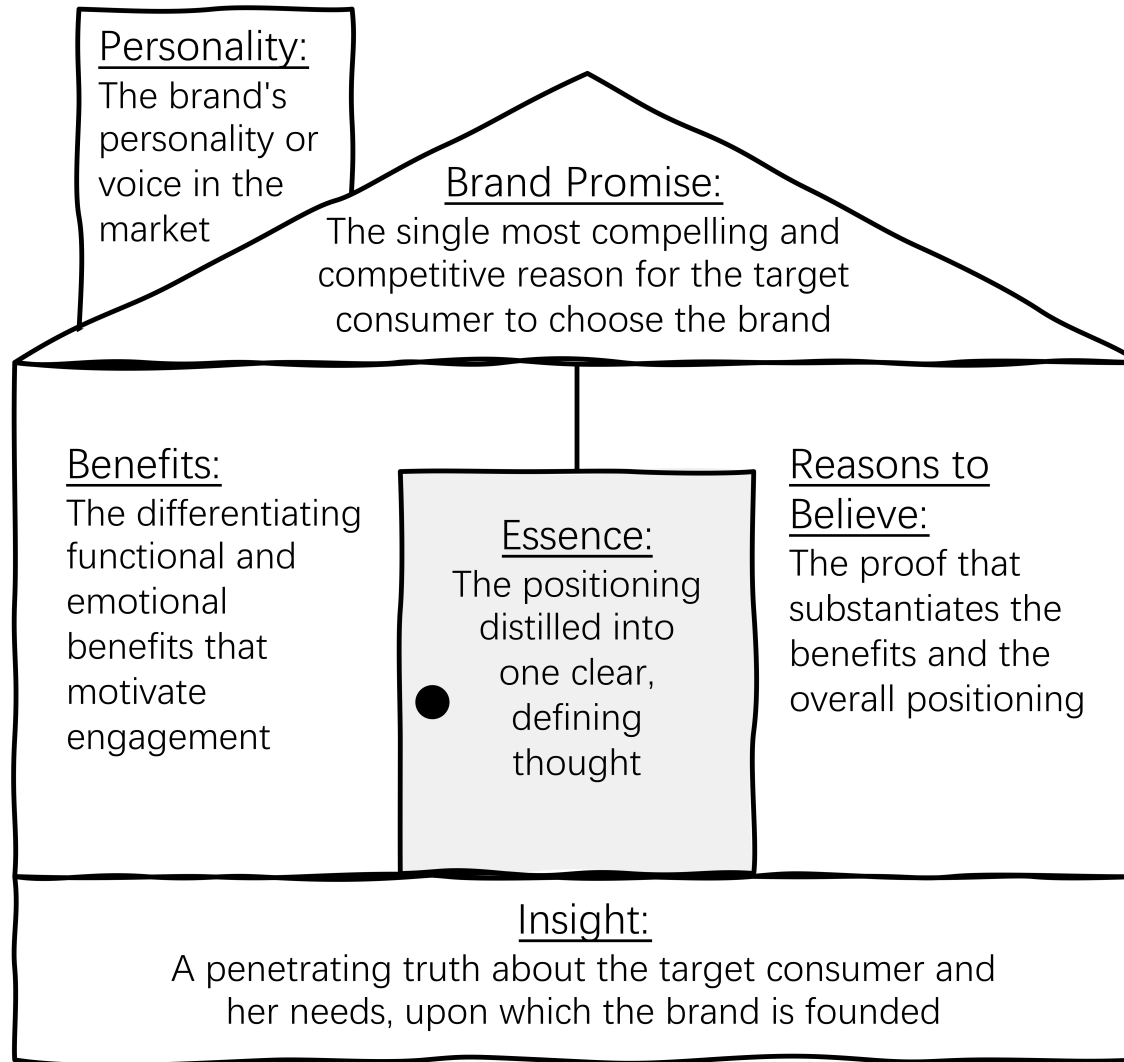 Personality:
The brand's
personality or
voice in the
market
Brand Promise:
The single most compelling and
competitive reason for the target
consumer to choose the brand
Benefits:
The differentiating
functional and
emotional
benefits that
motivate
engagement
Essence:
The positioning
distilled into
one clear,
defining
thought
Reasons to
Believe:
The proof that
substantiates the
benefits and the
overall positioning
Insight:
A penetrating truth about the target consumer and
her needs, upon which the brand is founded